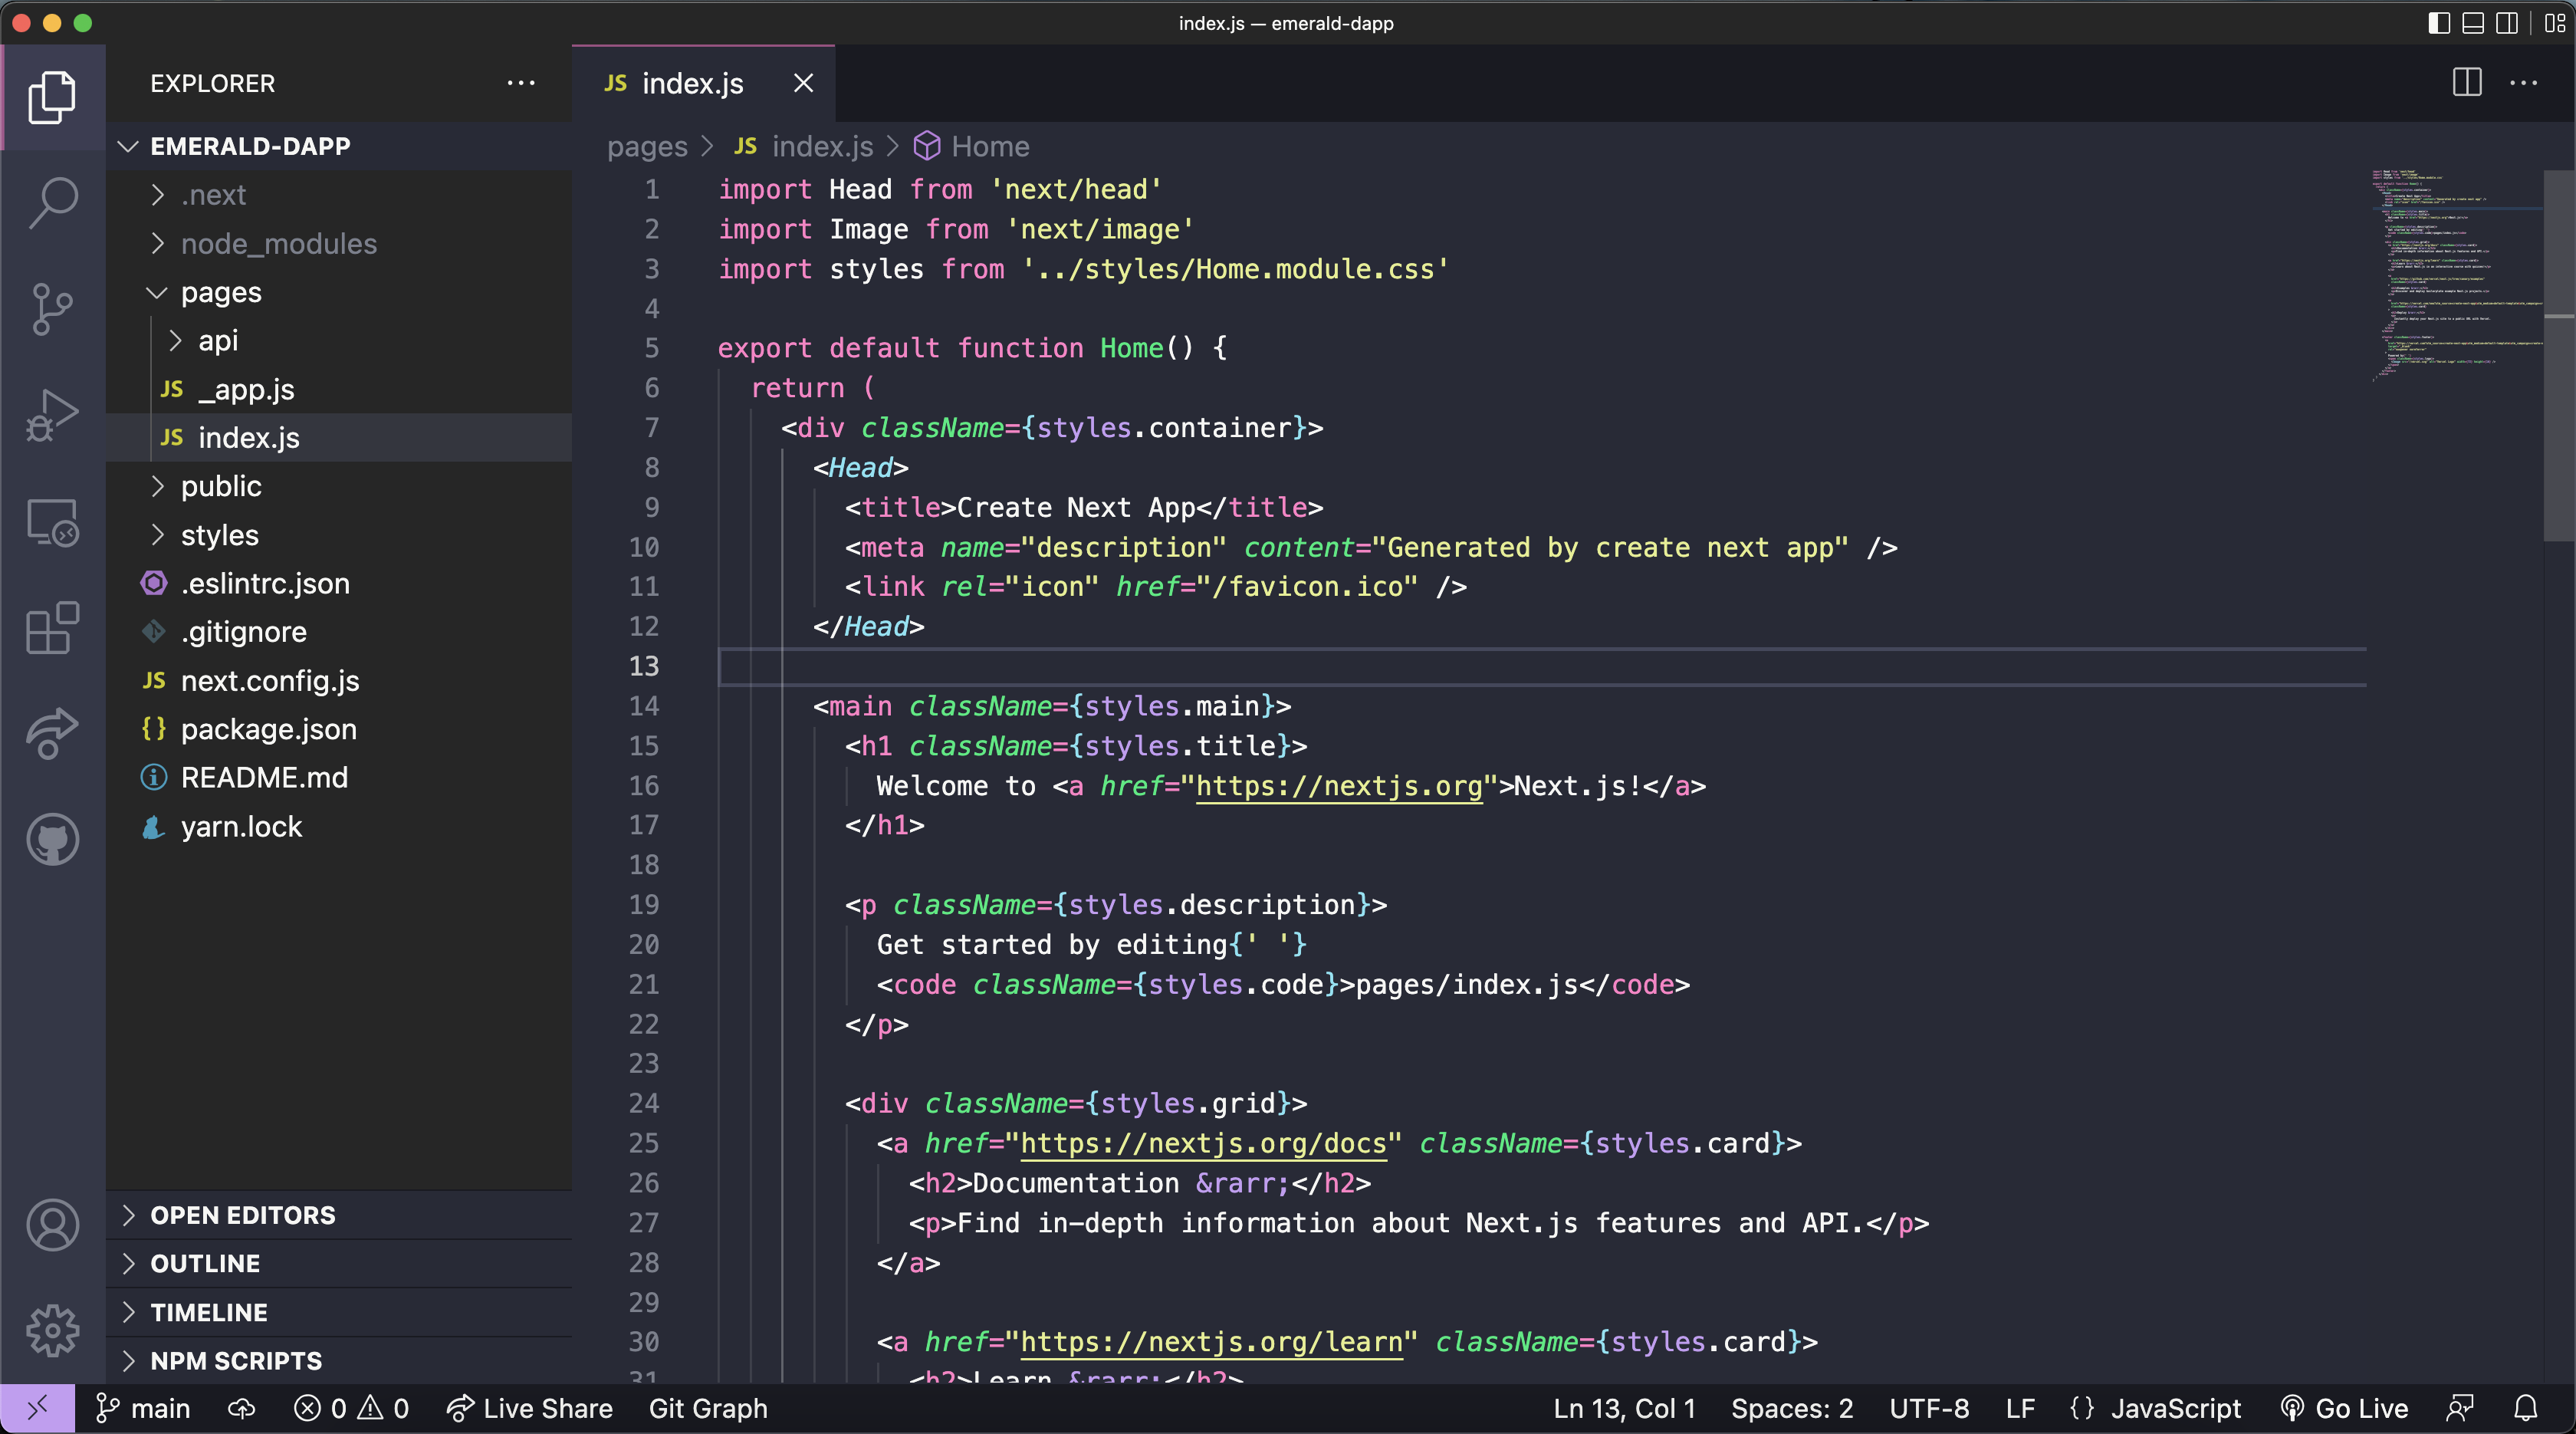 index.js — emerald-dapp
EXPLORER
EMERALD-DAPP
.next
node_modules
pages
api
JS _app.js
JS index.js
public
styles
.eslintrc.json
.gitignore
JS next.config.js
{} package.json
README.md
yarn.lock
OPEN EDITORS
OUTLINE
TIMELINE
NPM SCRIPTS
JS index.js
pages > JS index.js > Home
1 import Head from 'next/head'
2 import Image from 'next/image'
3 import styles from '../styles/Home.module.css'
4
5 export default function Home() {
6   return (
7     <div className={styles.container}>
8       <Head>
9         <title>Create Next App</title>
10         <meta name="description" content="Generated by create next app" />
11         <link rel="icon" href="/favicon.ico" />
12       </Head>
13
14       <main className={styles.main}>
15         <h1 className={styles.title}>
16           Welcome to <a href="https://nextjs.org">Next.js!</a>
17         </h1>
18
19         <p className={styles.description}>
20           Get started by editing{' '}
21           <code className={styles.code}>pages/index.js</code>
22         </p>
23
24         <div className={styles.grid}>
25           <a href="https://nextjs.org/docs" className={styles.card}>
26             <h2>Documentation &rarr;</h2>
27             <p>Find in-depth information about Next.js features and API.</p>
28           </a>
29
30           <a href="https://nextjs.org/learn" className={styles.card}>
31             <h2>Learn &rarr;</h2>
main 0 0 Live Share Git Graph Ln 13, Col 1 Spaces: 2 UTF-8 LF {} JavaScript Go Live